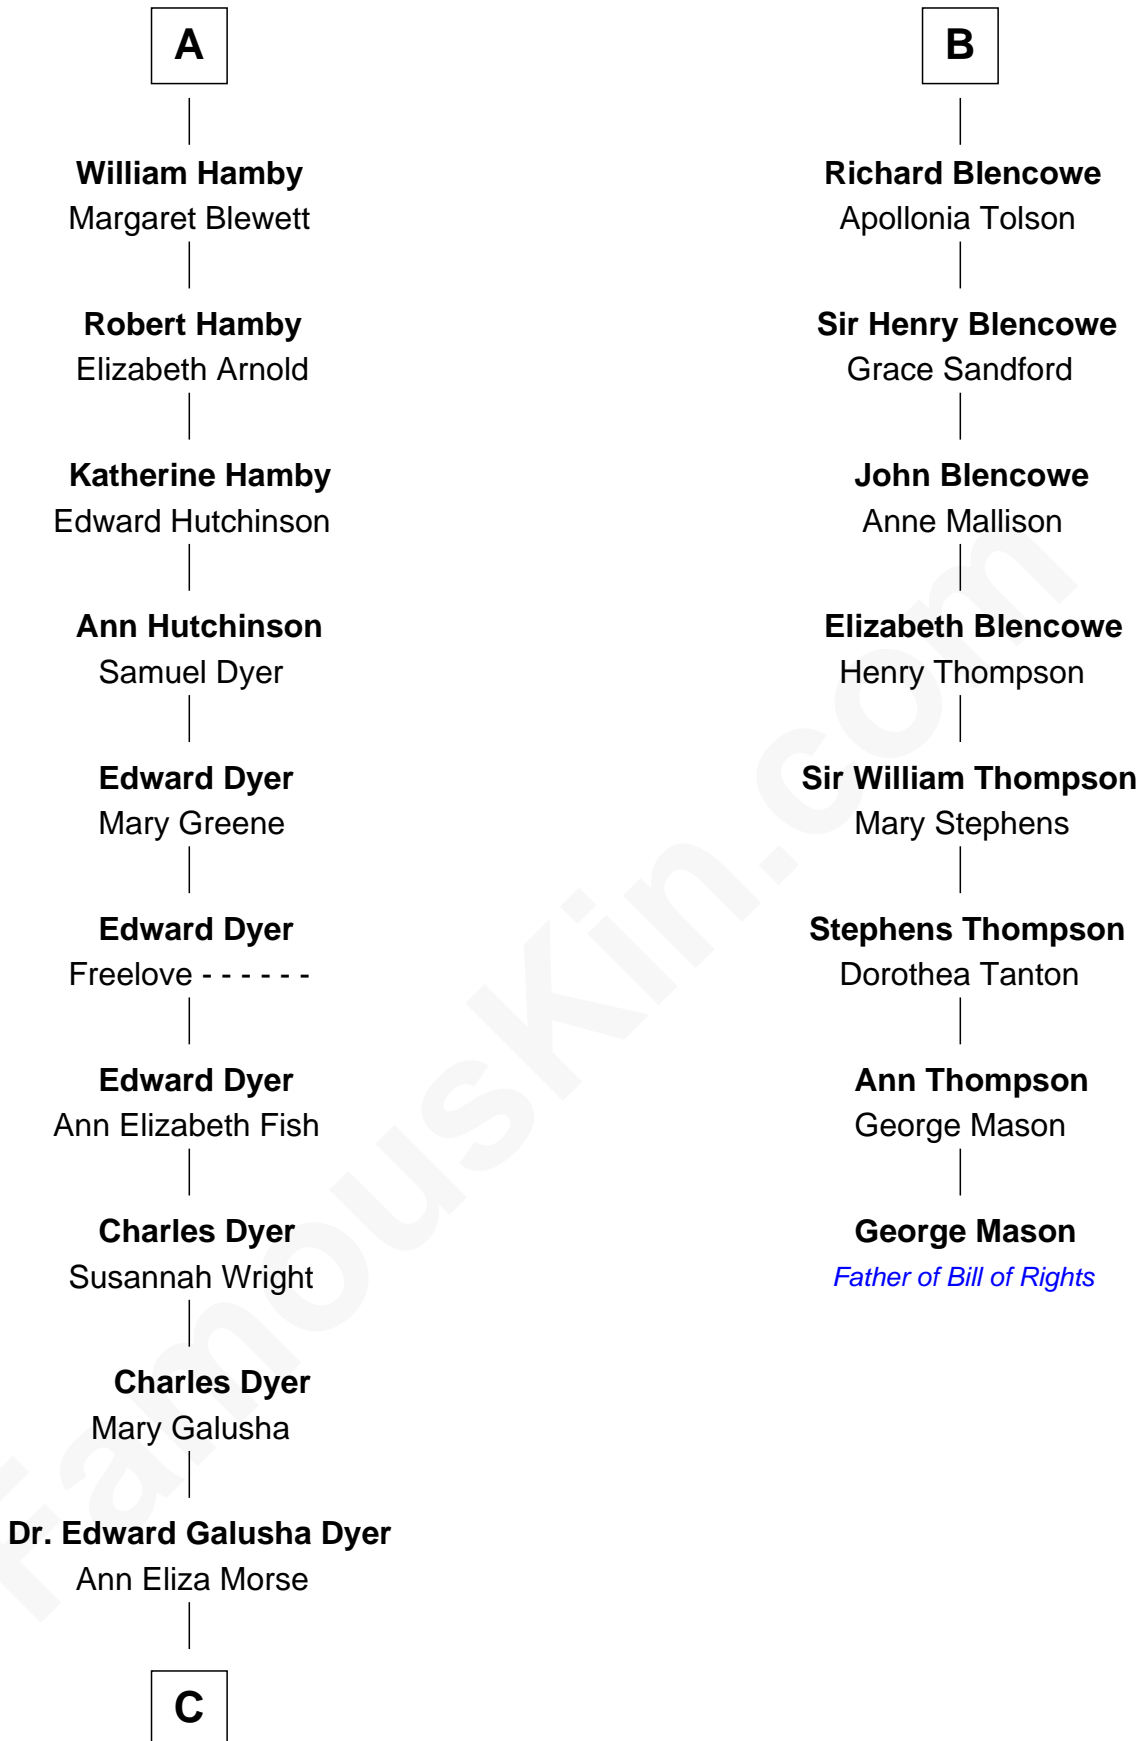 A
William Hamby
Margaret Blewett
Robert Hamby
Elizabeth Arnold
Katherine Hamby
Edward Hutchinson
Ann Hutchinson
Samuel Dyer
Edward Dyer
Mary Greene
Edward Dyer
Freelove - - - - - -
Edward Dyer
Ann Elizabeth Fish
Charles Dyer
Susannah Wright
Charles Dyer
Mary Galusha
Dr. Edward Galusha Dyer
Ann Eliza Morse
C
B
Richard Blencowe
Apollonia Tolson
Sir Henry Blencowe
Grace Sandford
John Blencowe
Anne Mallison
Elizabeth Blencowe
Henry Thompson
Sir William Thompson
Mary Stephens
Stephens Thompson
Dorothea Tanton
Ann Thompson
George Mason
George Mason
Father of Bill of Rights
FamousKin.com